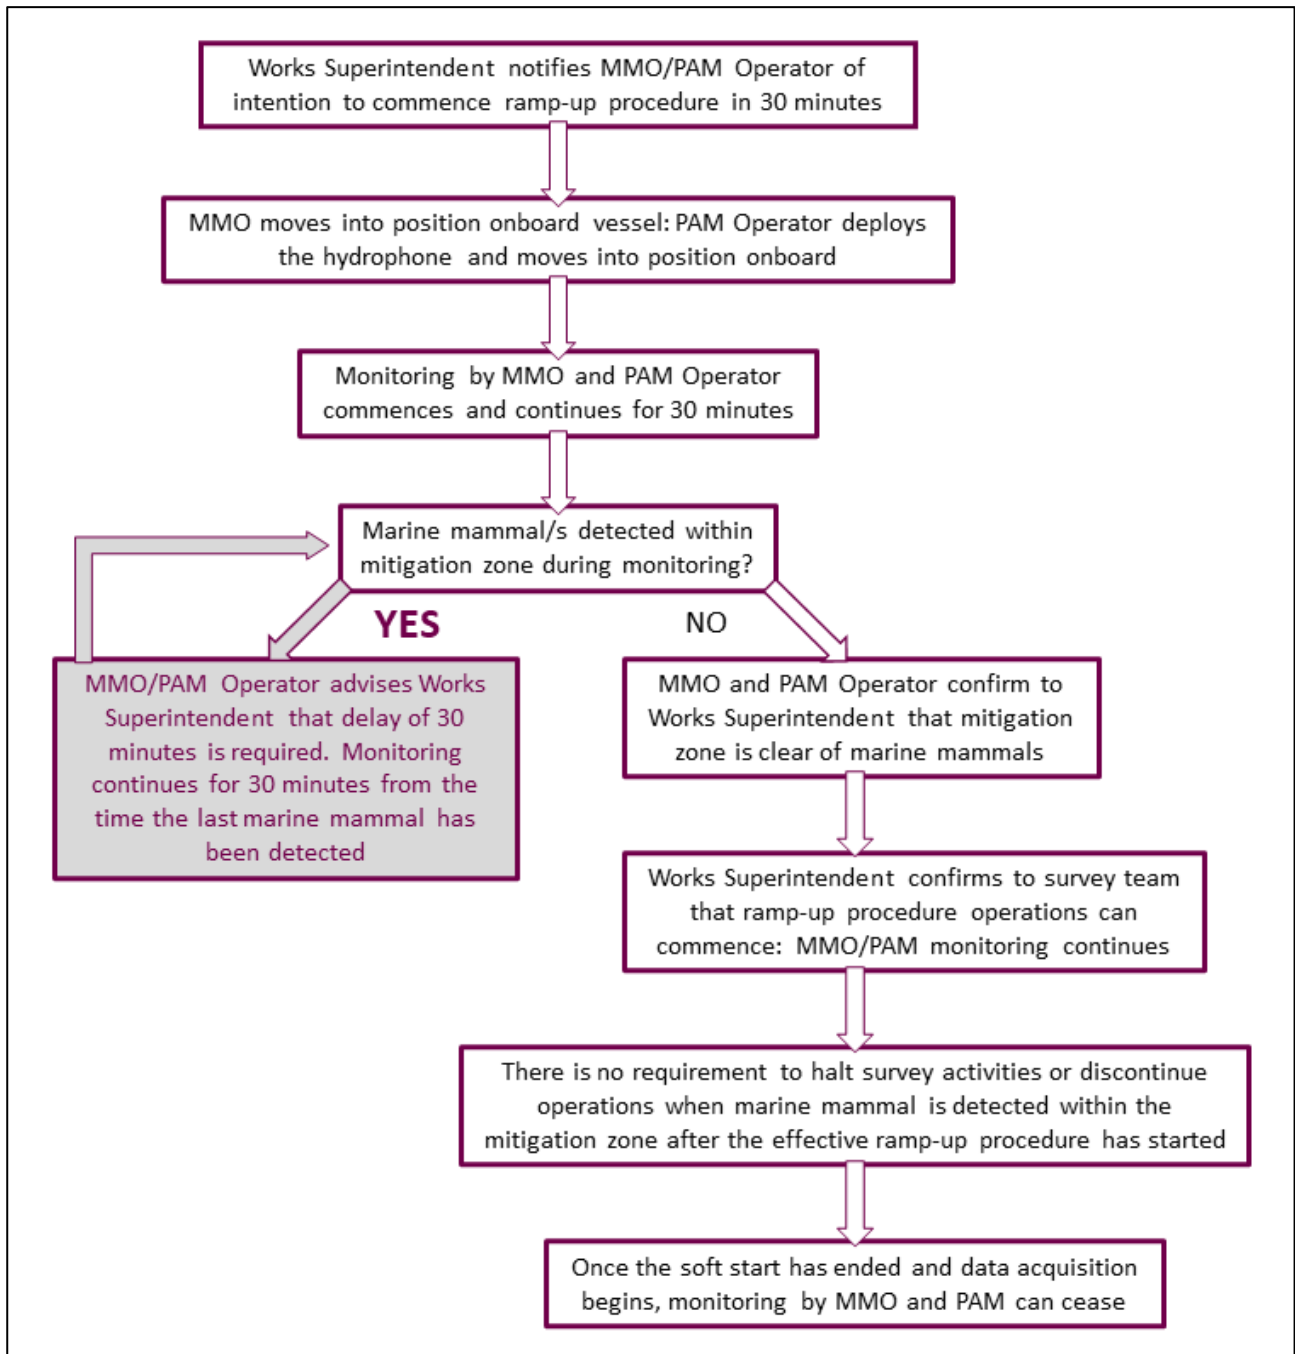 Works Superintendent notifies MMO/PAM Operator of
intention to commence ramp-up procedure in 30 minutes
MMO moves into position onboard vessel: PAM Operator deploys
the hydrophone and moves into position onboard
Monitoring by MMO and PAM Operator
commences and continues for 30 minutes
Marine mammal/s detected within
mitigation zone during monitoring?
YES
NO
MMO/PAM Operator advises Works
Superintendent that delay of 30
minutes is required. Monitoring
continues for 30 minutes from the
time the last marine mammal has
been detected
MMO and PAM Operator confirm to
Works Superintendent that mitigation
zone is clear of marine mammals
Works Superintendent confirms to survey team
that ramp-up procedure operations can
commence: MMO/PAM monitoring continues
There is no requirement to halt survey activities or discontinue
operations when marine mammal is detected within the
mitigation zone after the effective ramp-up procedure has started
Once the soft start has ended and data acquisition
begins, monitoring by MMO and PAM can cease